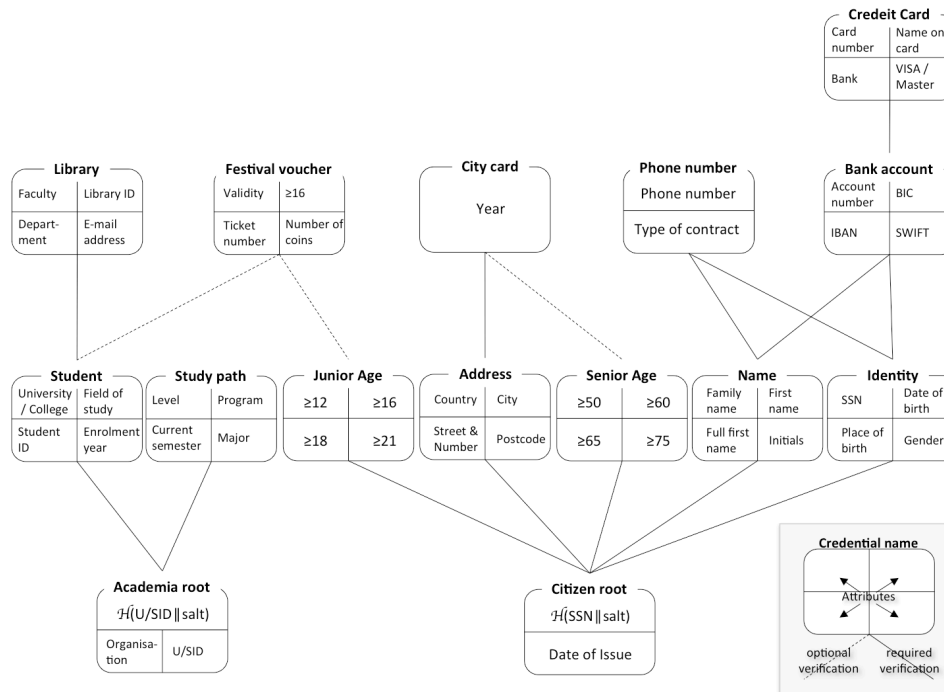 Credeit Card
Card number
Name on card
Bank
VISA / Master
Library
Faculty
Library ID
Depart-
ment
E-mail
address
Festival voucher
Validity
≥16
Ticket
number
Number of
coins
City card
Year
Phone number
Phone number
Type of contract
Bank account
Account
number
BIC
IBAN
SWIFT
Student
University
/ College
Field of
study
Student
ID
Enrolment
year
Study path
Level
Program
Current
semester
Major
Junior Age
≥12
≥16
≥18
≥21
Address
Country
City
Street &
Number
Postcode
Senior Age
≥50
≥60
≥65
≥75
Name
Family
name
First
name
Full first
name
Initials
Identity
SSN
Date of
birth
Place of
birth
Gender
Academia root
ℋ(U/SID‖salt)
Organisa-
tion
U/SID
Citizen root
ℋ(SSN‖salt)
Date of Issue
Credential name
Attributes
optional
verification
required
verification